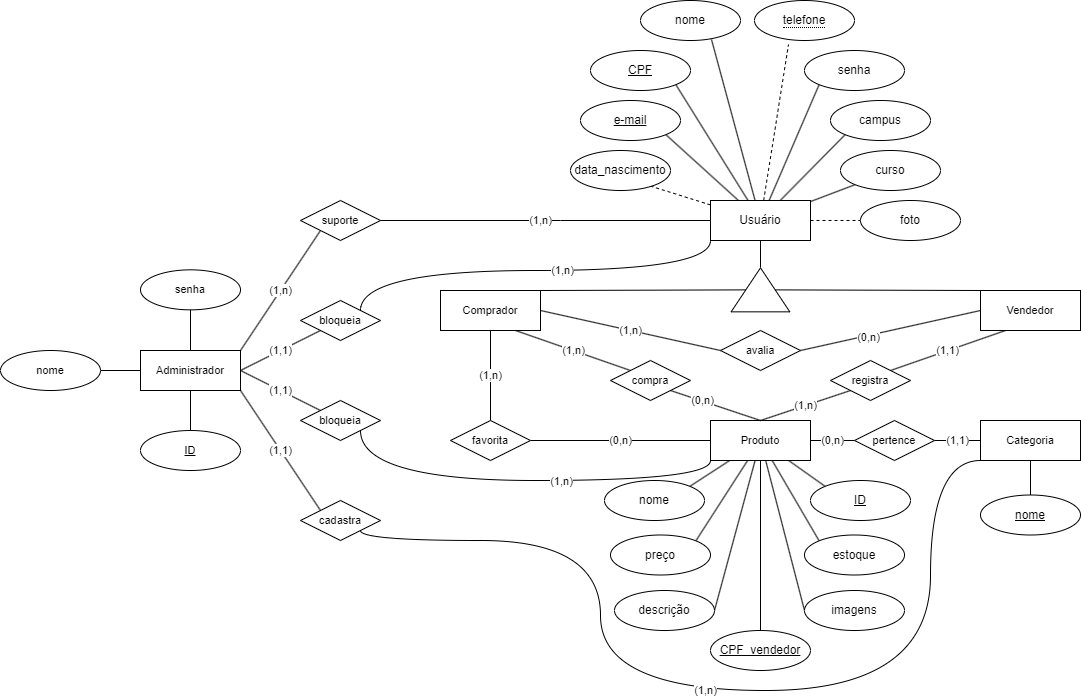 nome
telefone
CPF
senha
e-mail
campus
data_nascimento
curso
suporte
(1,n)
Usuário
foto
(1,n)
senha
(1,n)
bloqueia
Comprador
Vendedor
(1,n)
(0,n)
(1,1)
avalia
(1,n)
(1,1)
nome
Administrador
(1,n)
compra
registra
(1,1)
(0,n)
(1,n)
bloqueia
favorita
(0,n)
Produto
(0,n)
pertence
(1,1)
Categoria
ID
(1,1)
(1,n)
nome
ID
nome
cadastra
preço
estoque
descrição
imagens
CPF_vendedor
(1,n)